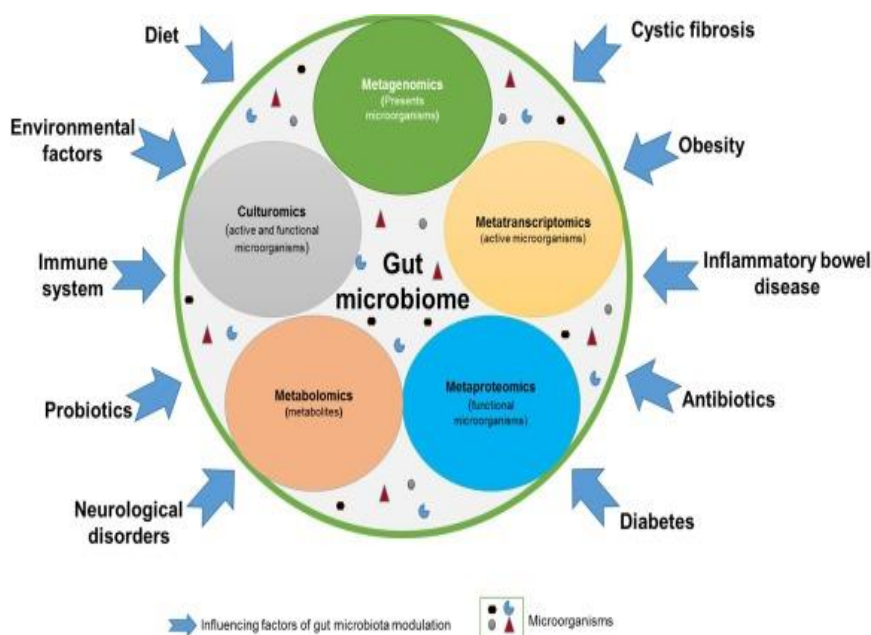 Diet
Cystic fibrosis
Metagenomics
(Presents
microorganisms)
Environmental
factors
Obesity
Culturomics
(active and functional
microorganisms)
Metatranscriptomics
(active microorganisms)
Immune
system
Gut
microbiome
Inflammatory bowel
disease
Probiotics
Metabolomics
(metabolites)
Metaproteomics
(functional
microorganisms)
Antibiotics
Neurological
disorders
Diabetes
Influencing factors of gut microbiota modulation
Microorganisms